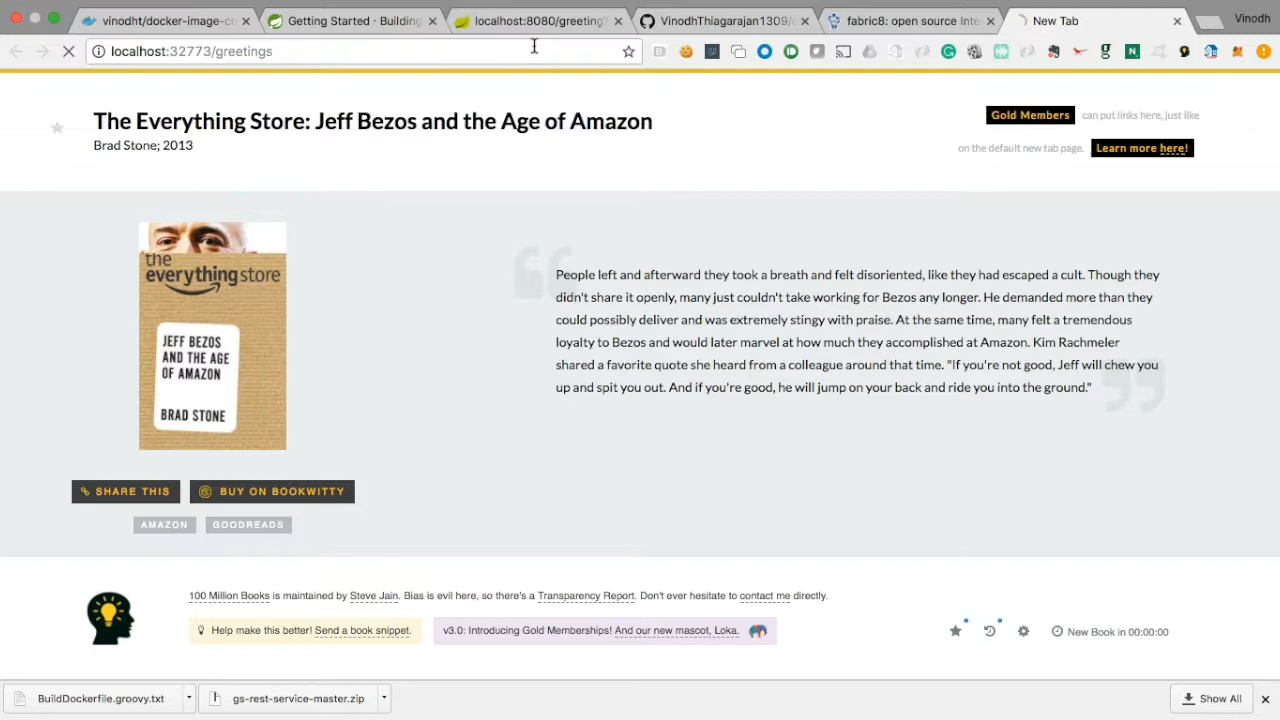 vinodht/docker-image-cr
Getting Started · Building
localhost:8080/greeting?
VinodhThiagarajan1309/c
fabric8: open source Inte
New Tab
Vinodh
localhost:32773/greetings
The Everything Store: Jeff Bezos and the Age of Amazon
Brad Stone; 2013
Gold Members can put links here, just like
on the default new tab page. Learn more here!
the
everything store
JEFF BEZOS
AND THE AGE
OF AMAZON
BRAD STONE
People left and afterward they took a breath and felt disoriented, like they had escaped a cult. Though they
didn't share it openly, many just couldn't take working for Bezos any longer. He demanded more than they
could possibly deliver and was extremely stingy with praise. At the same time, many felt a tremendous
loyalty to Bezos and would later marvel at how much they accomplished at Amazon. Kim Rachmeler
shared a favorite quote she heard from a colleague around that time. "If you're not good, Jeff will chew you
up and spit you out. And if you're good, he will jump on your back and ride you into the ground."
SHARE THIS
BUY ON BOOKWITTY
AMAZON
GOODREADS
100 Million Books is maintained by Steve Jain. Bias is evil here, so there's a Transparency Report. Don't ever hesitate to contact me directly.
Help make this better! Send a book snippet.
v3.0: Introducing Gold Memberships! And our new mascot, Loka.
New Book in 00:00:00
BuildDockerfile.groovy.txt
gs-rest-service-master.zip
Show All